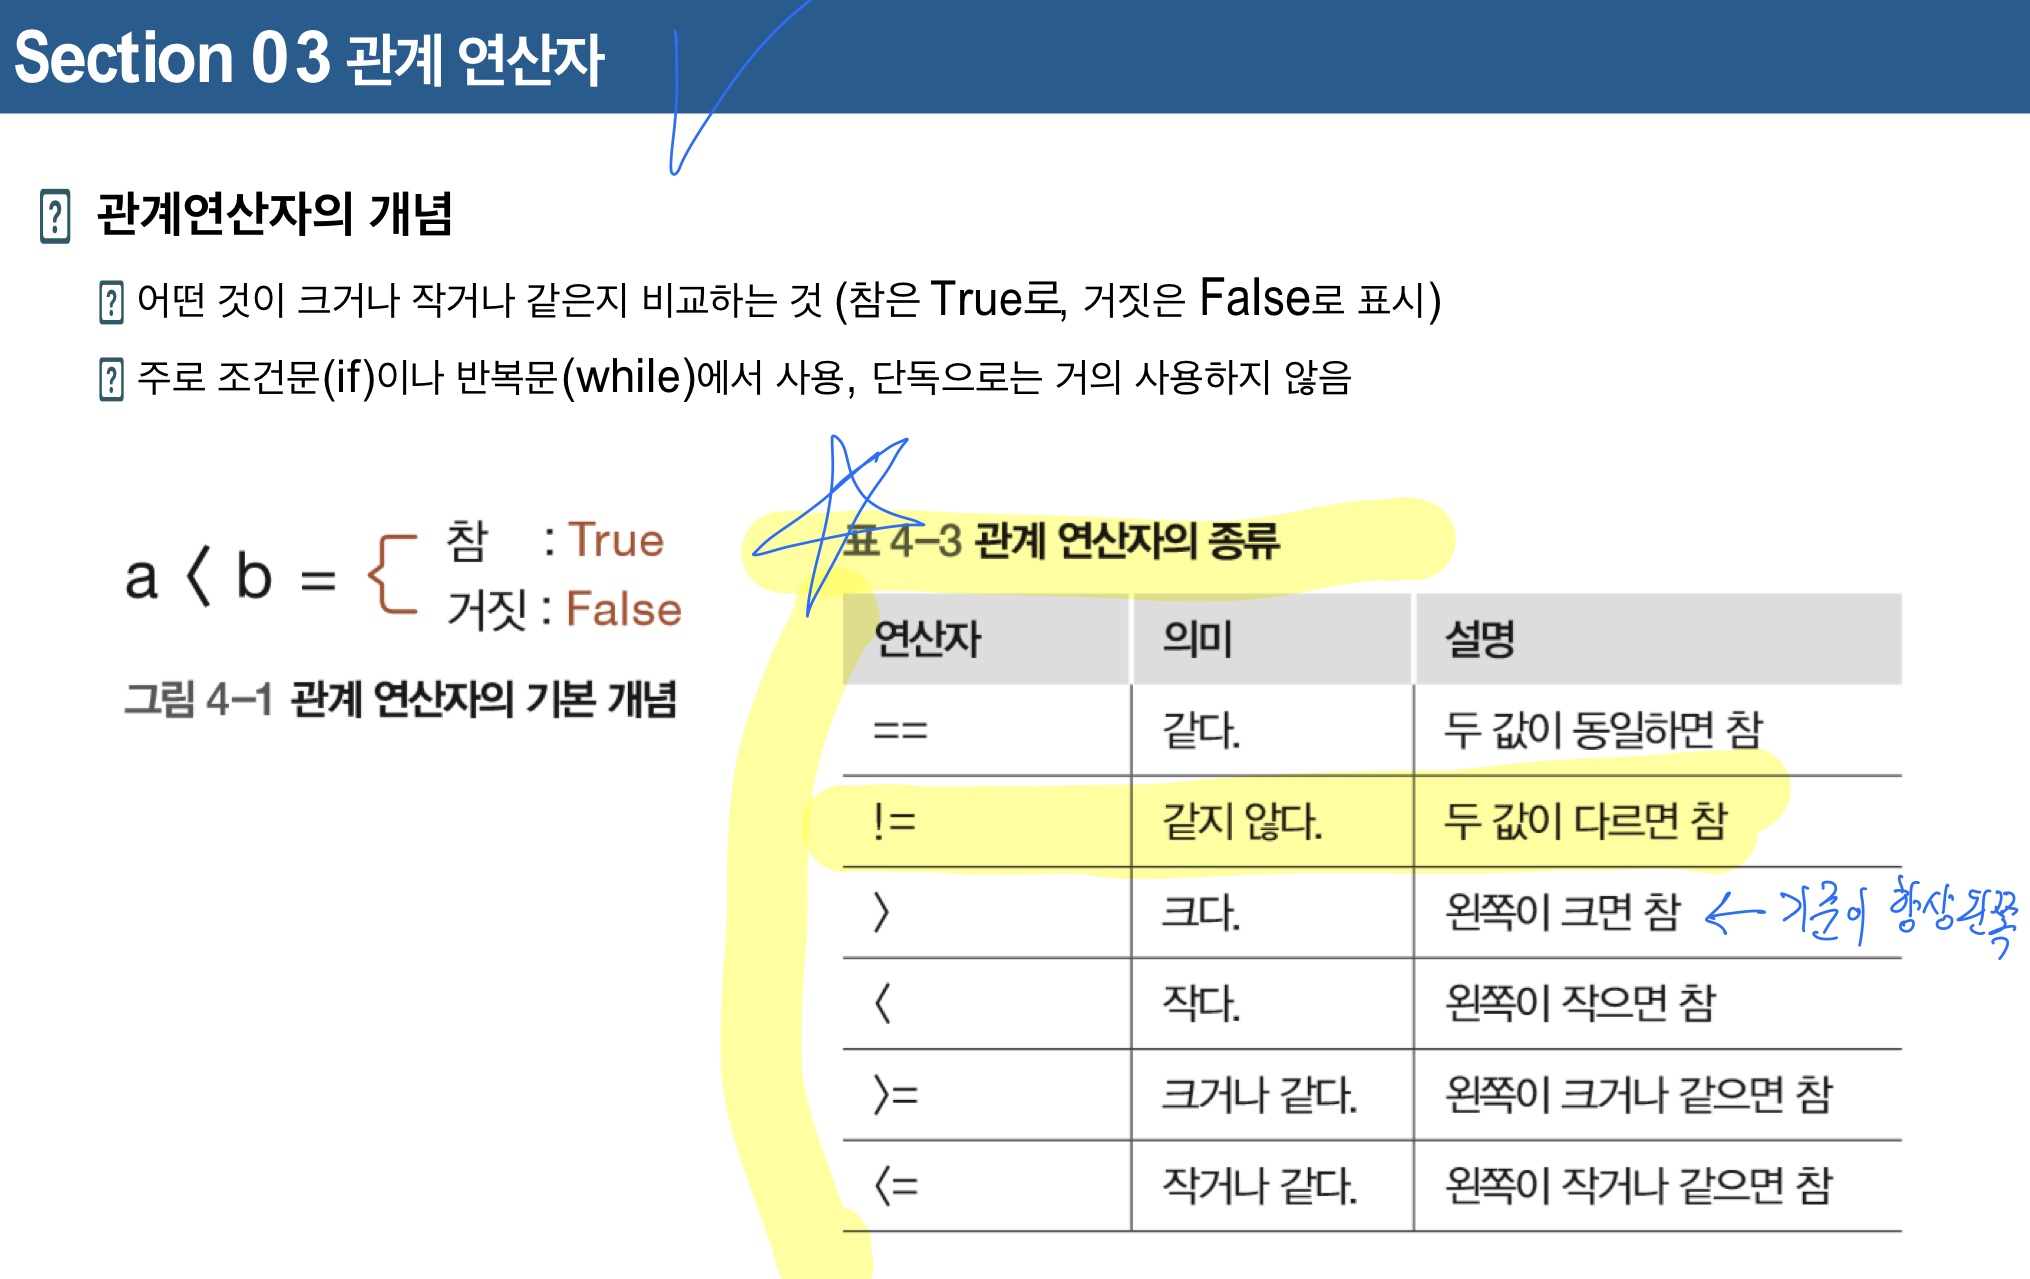 Section 03 관계 연산자
관계연산자의 개념
어떤 것이 크거나 작거나 같은지 비교하는 것 (참은 True로, 거짓은 False로 표시)
주로 조건문(if)이나 반복문(while)에서 사용, 단독으로는 거의 사용하지 않음
a < b = { 참 : True
거짓 : False
그림 4-1 관계 연산자의 기본 개념
표 4-3 관계 연산자의 종류
연산자 의미 설명
== 같다. 두 값이 동일하면 참
!= 같지 않다. 두 값이 다르면 참
> 크다. 왼쪽이 크면 참 ← 기준이 항상 왼쪽
< 작다. 왼쪽이 작으면 참
>= 크거나 같다. 왼쪽이 크거나 같으면 참
<= 작거나 같다. 왼쪽이 작거나 같으면 참